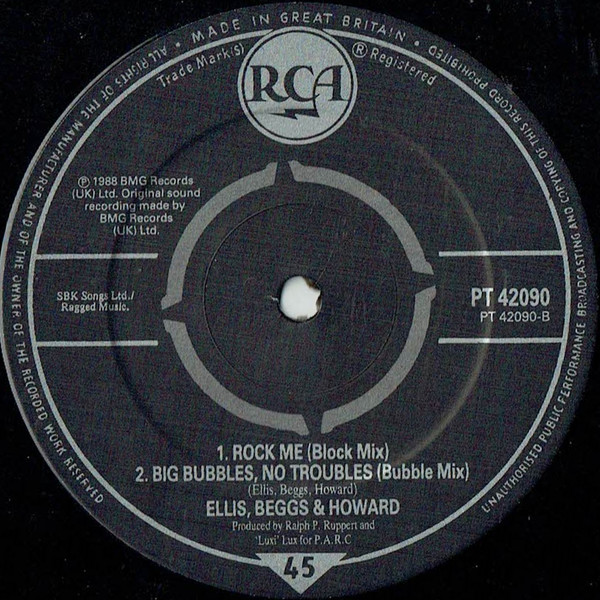 ALL RIGHTS OF THE MANUFACTURER AND OF THE OWNER OF THE RECORDED WORK RESERVED
• MADE IN GREAT BRITAIN •
UNAUTHORISED PUBLIC PERFORMANCE BROADCASTING AND COPYING OF THIS RECORD PROHIBITED
Trade Mark(s)
® Registered
RCA
℗ 1988 BMG Records
(UK) Ltd. Original sound
recording made by
BMG Records
(UK) Ltd.
SBK Songs Ltd./
Ragged Music.
PT 42090
PT 42090-B
1. ROCK ME (Block Mix)
2. BIG BUBBLES, NO TROUBLES (Bubble Mix)
(Ellis, Beggs, Howard)
ELLIS, BEGGS & HOWARD
Produced by Ralph P. Ruppert and
'Luxi' Lux for P.A.R.C
45